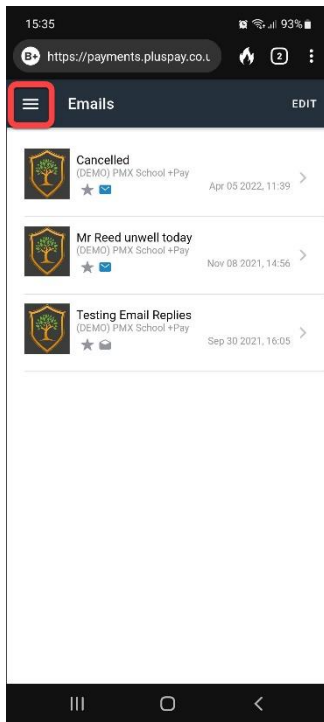 15:35
93%
B+ https://payments.pluspay.co.u
2
Emails
EDIT
Cancelled
(DEMO) PMX School +Pay
Apr 05 2022, 11:39
Mr Reed unwell today
(DEMO) PMX School +Pay
Nov 08 2021, 14:56
Testing Email Replies
(DEMO) PMX School +Pay
Sep 30 2021, 16:05